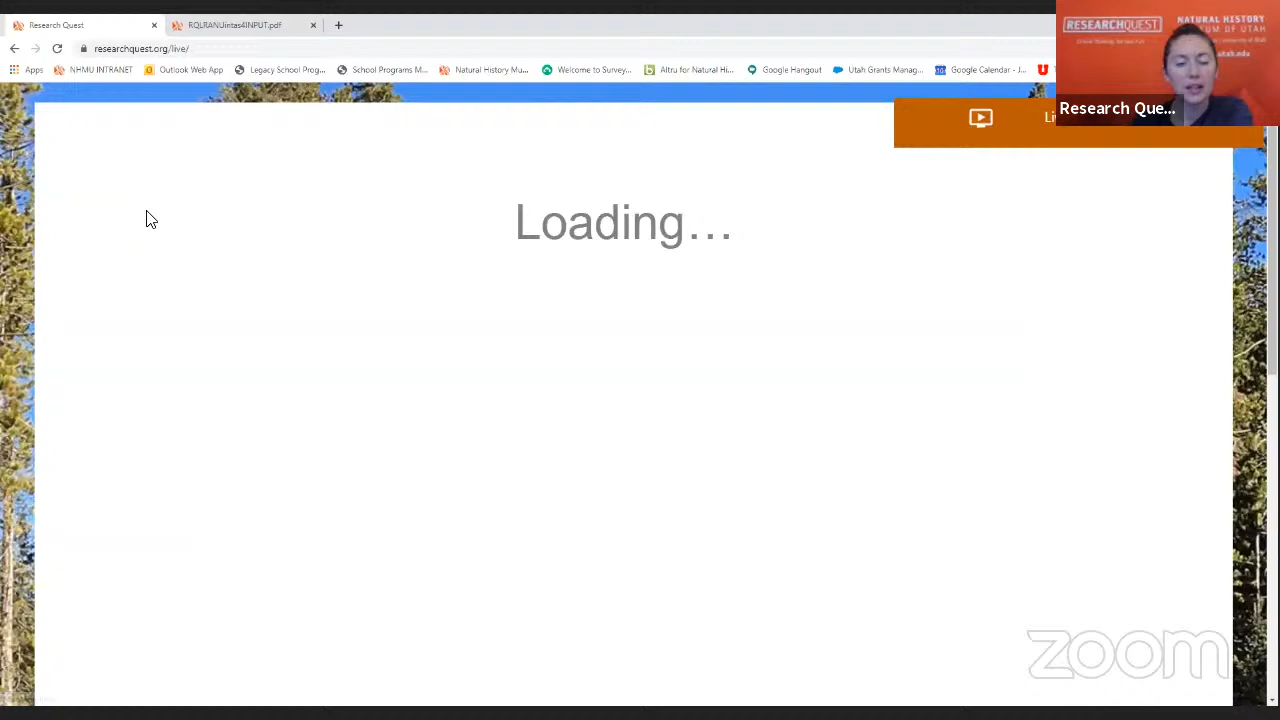 Research Quest
RQLRANUintas4INPUT.pdf
researchquest.org/live/
Apps
NHMU INTRANET
Outlook Web App
Legacy School Prog...
School Programs M...
Natural History Mu...
Welcome to Survey...
Altru for Natural Hi...
Google Hangout
Utah Grants Manag...
Google Calendar - J...
RESEARCHQUEST
NATURAL HISTORY
OF UTAH
Research Que...
Loading...
zoom